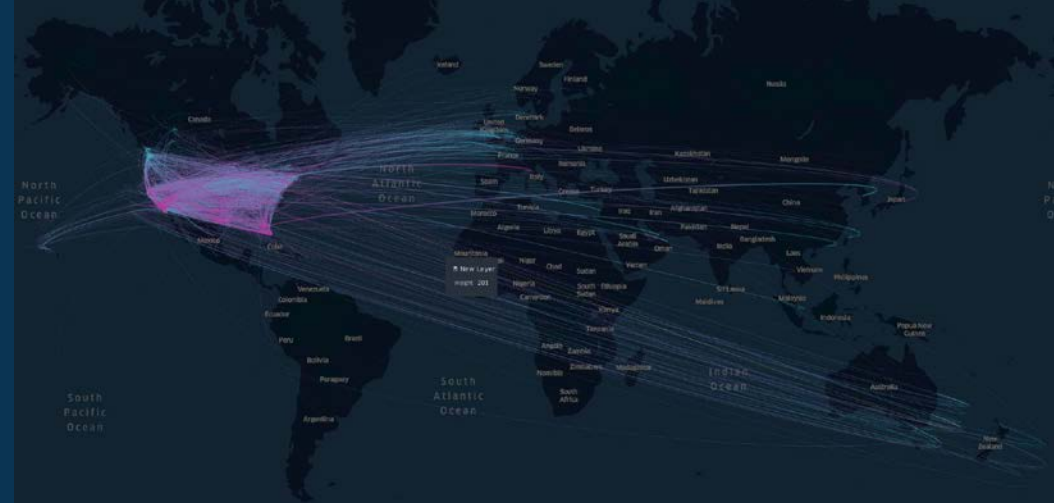 Iceland
Sweden
Finland
Norway
Russia
Canada
United
Kingdom
Denmark
Belarus
Germany
Ukraine
France
Kazakhstan
Mongolia
North
Pacific
Ocean
North
Atlantic
Ocean
Romania
Spain
Italy
Greece
Turkey
Uzbekistan
Tajikistan
China
Japan
Morocco
Tunisia
Iraq
Iran
Afghanistan
Mexico
Cuba
Algeria
Libya
Egypt
Saudi
Arabia
Pakistan
Nepal
Oman
India
Bangladesh
Mauritania
Niger
Chad
Sudan
Yemen
Laos
New Layer
weight 201
Vietnam
Philippines
Nigeria
South
Sudan
Ethiopia
Venezuela
Colombia
Cameroon
Sri Lanka
Maldives
Malaysia
Ecuador
Kenya
Indonesia
Papua New
Guinea
Tanzania
Peru
Brazil
Angola
Zambia
Bolivia
Namibia
Zimbabwe
Madagascar
Indian
Ocean
Paraguay
South
Atlantic
Ocean
Australia
South
Africa
South
Pacific
Ocean
Argentina
New
Zealand